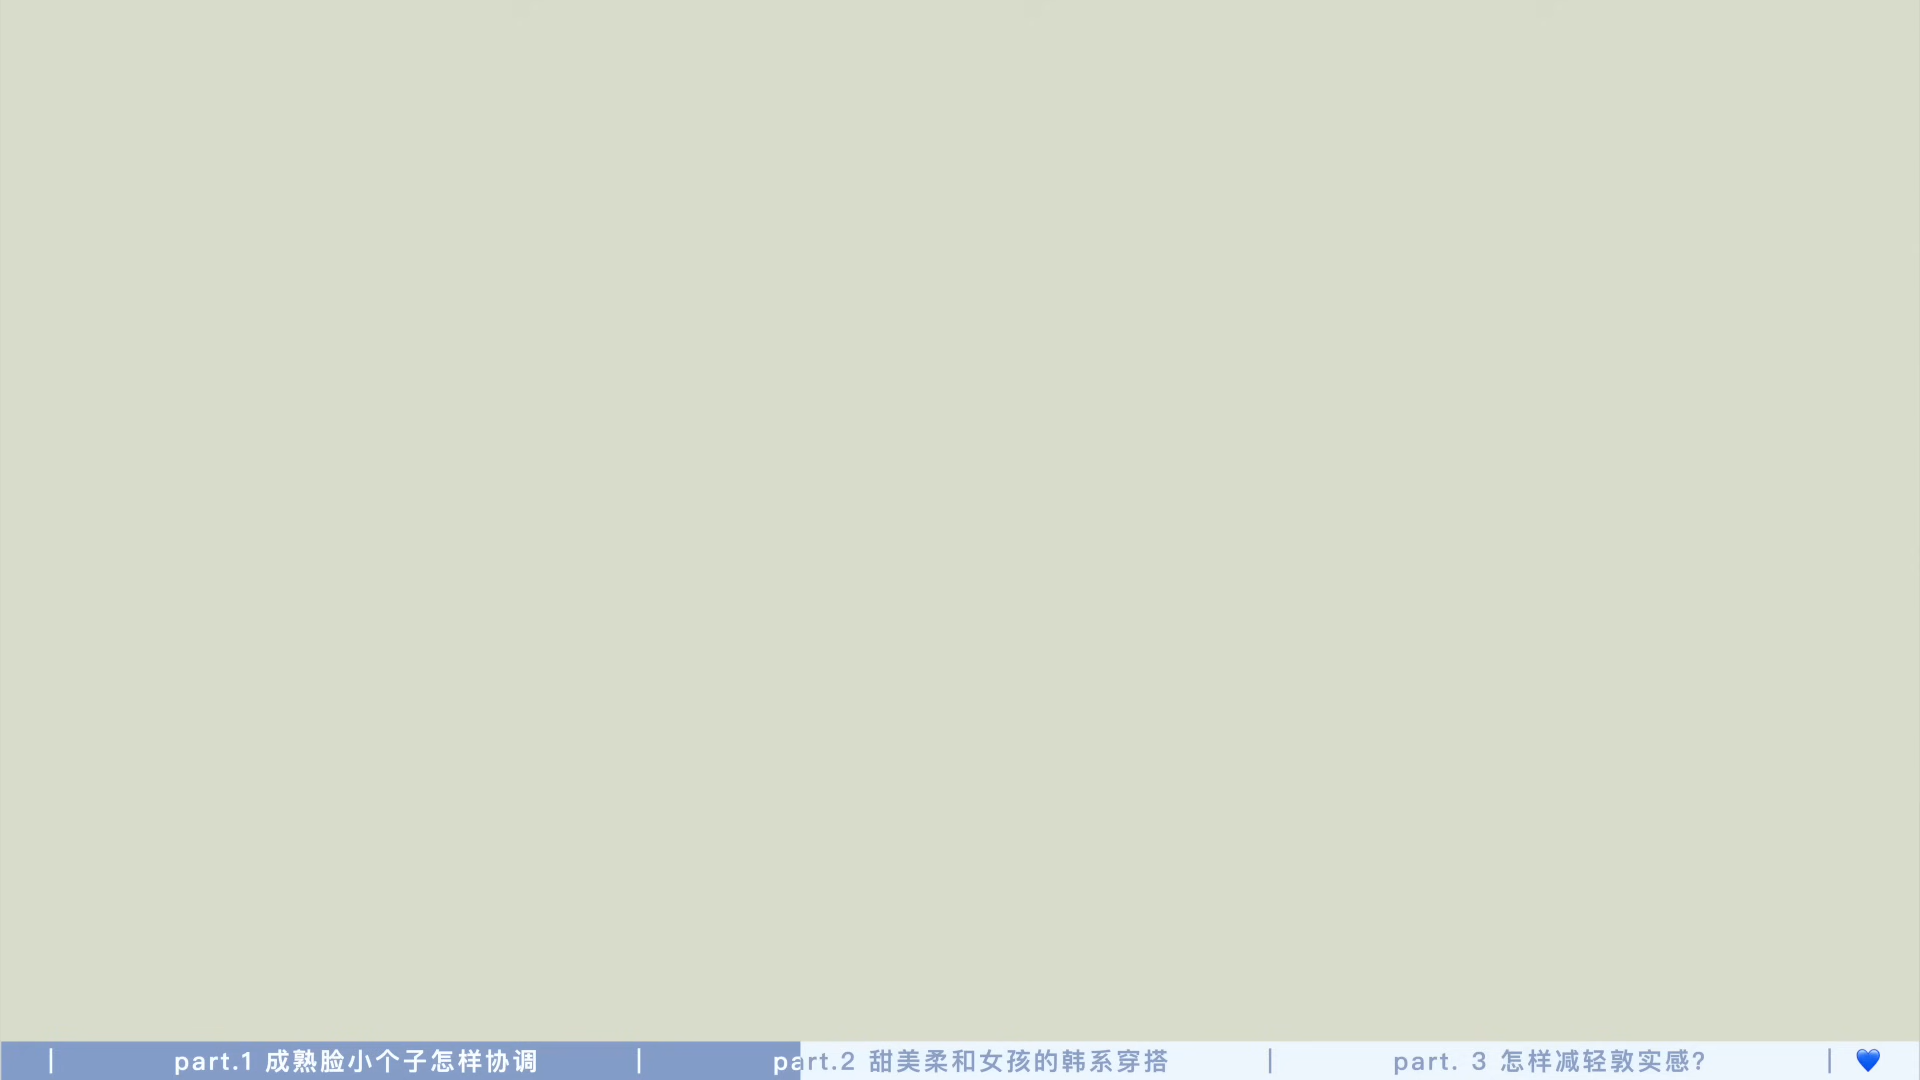 | part.1 成熟脸小个子怎样协调 | part.2 甜美柔和女孩的韩系穿搭 | part. 3 怎样减轻敦实感? | 💙